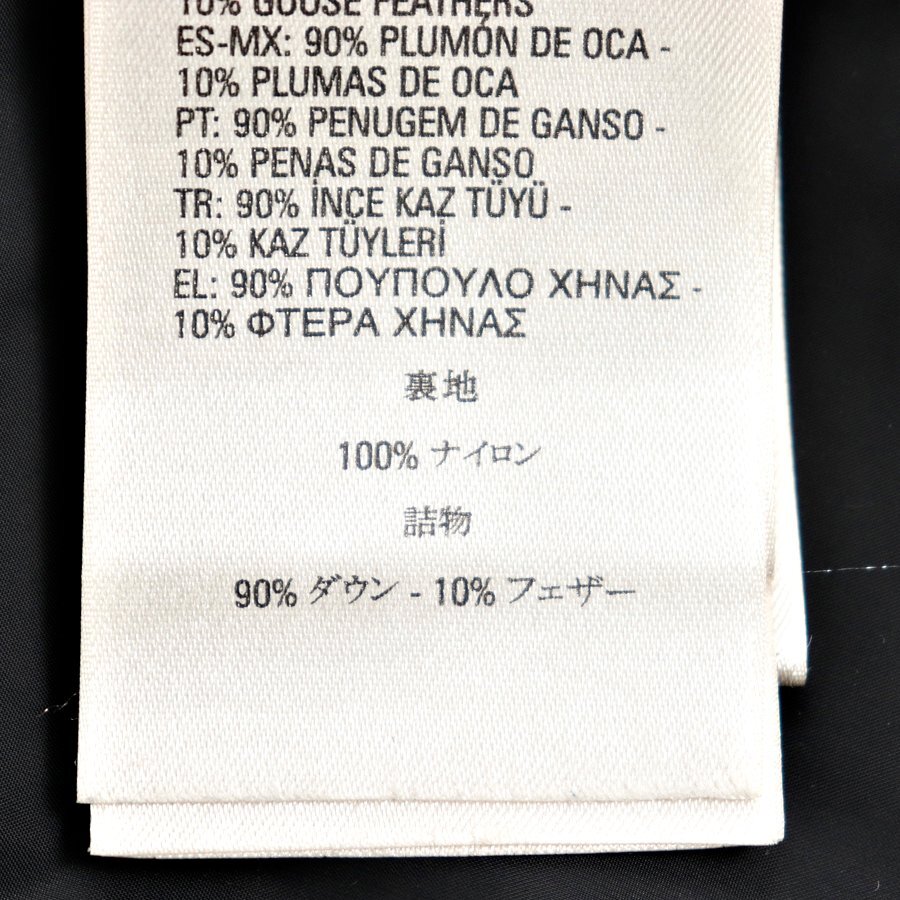 10% GOOSE FEATHERS
ES-MX: 90% PLUMÓN DE OCA -
10% PLUMAS DE OCA
PT: 90% PENUGEM DE GANSO -
10% PENAS DE GANSO
TR: 90% İNCE KAZ TÜYÜ -
10% KAZ TÜYLERİ
EL: 90% ΠΟΥΠΟΥΛΟ ΧΗΝΑΣ -
10% ΦΤΕΡΑ ΧΗΝΑΣ
裏地
100% ナイロン
詰物
90% ダウン - 10% フェザー